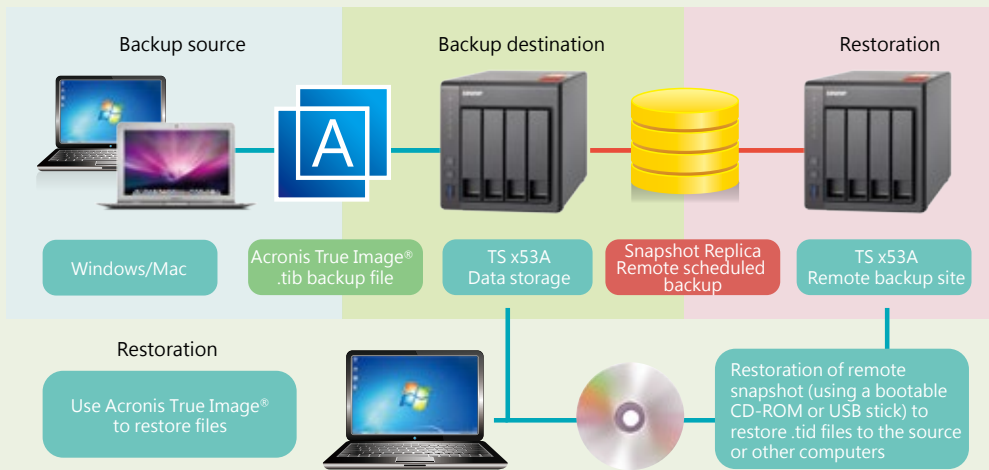 Backup source
Backup destination
Restoration
A
Windows/Mac
Acronis True Image®
.tib backup file
TS x53A
Data storage
Snapshot Replica
Remote scheduled
backup
TS x53A
Remote backup site
Restoration
Use Acronis True Image®
to restore files
Restoration of remote
snapshot (using a bootable
CD-ROM or USB stick) to
restore .tid files to the source
or other computers